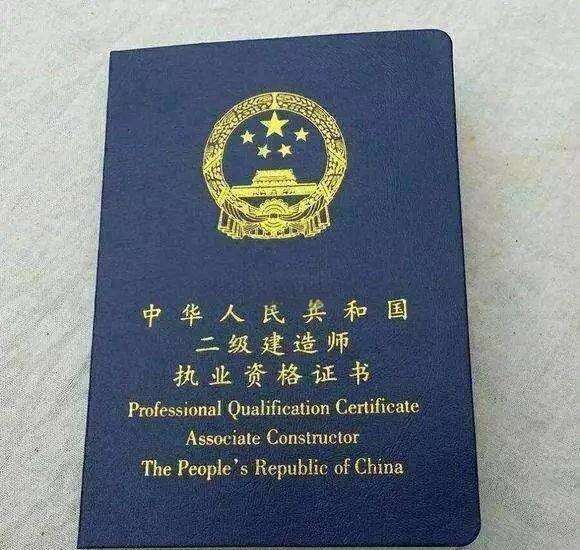 中华人民共和国
二级建造师
执业资格证书
Professional Qualification Certificate
Associate Constructor
The People's Republic of China